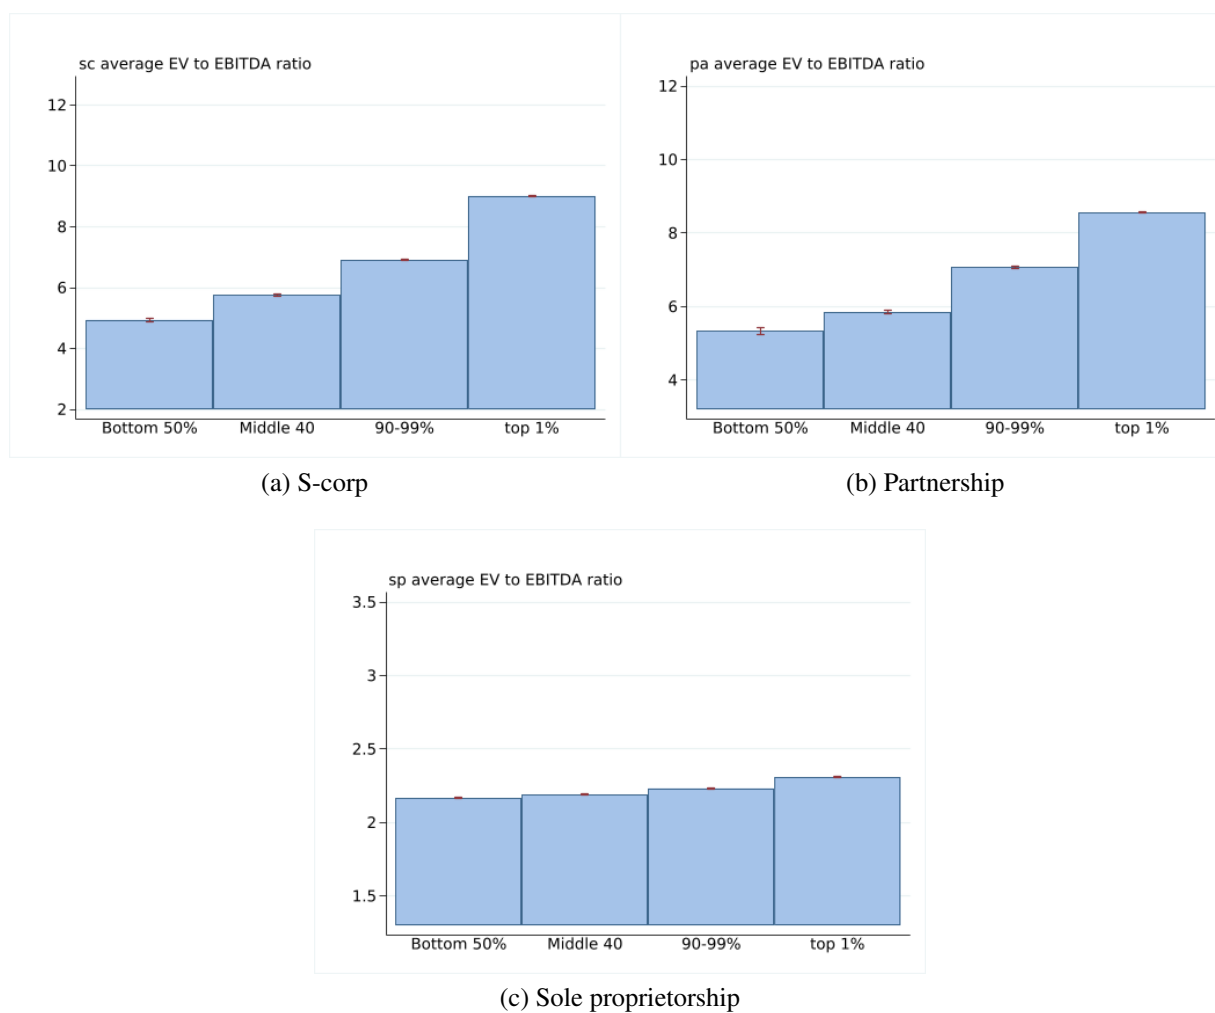 sc average EV to EBITDA ratio
12
10
8
6
4
2
Bottom 50% Middle 40 90-99% top 1%
(a) S-corp
pa average EV to EBITDA ratio
12
10
8
6
4
Bottom 50% Middle 40 90-99% top 1%
(b) Partnership
sp average EV to EBITDA ratio
3.5
3
2.5
2
1.5
Bottom 50% Middle 40 90-99% top 1%
(c) Sole proprietorship